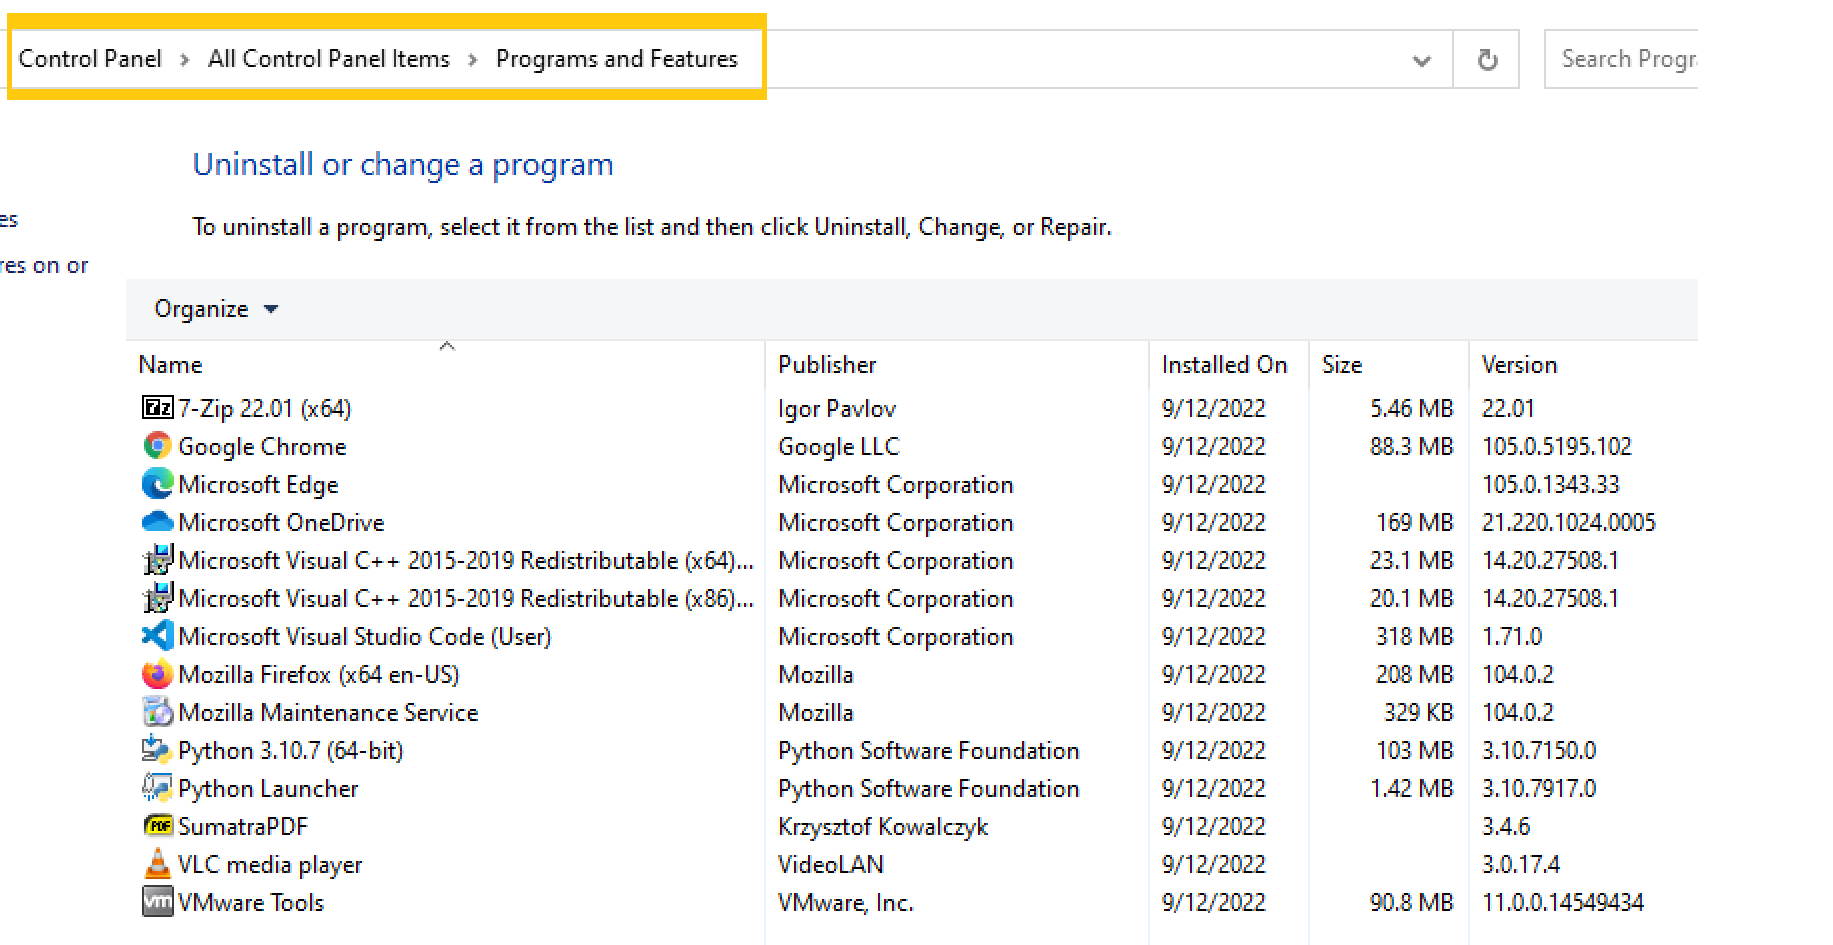 Control Panel > All Control Panel Items > Programs and Features
Search Progr
Uninstall or change a program
es
To uninstall a program, select it from the list and then click Uninstall, Change, or Repair.
res on or
Organize
Name Publisher Installed On Size Version
7-Zip 22.01 (x64) Igor Pavlov 9/12/2022 5.46 MB 22.01
Google Chrome Google LLC 9/12/2022 88.3 MB 105.0.5195.102
Microsoft Edge Microsoft Corporation 9/12/2022 105.0.1343.33
Microsoft OneDrive Microsoft Corporation 9/12/2022 169 MB 21.220.1024.0005
Microsoft Visual C++ 2015-2019 Redistributable (x64)... Microsoft Corporation 9/12/2022 23.1 MB 14.20.27508.1
Microsoft Visual C++ 2015-2019 Redistributable (x86)... Microsoft Corporation 9/12/2022 20.1 MB 14.20.27508.1
Microsoft Visual Studio Code (User) Microsoft Corporation 9/12/2022 318 MB 1.71.0
Mozilla Firefox (x64 en-US) Mozilla 9/12/2022 208 MB 104.0.2
Mozilla Maintenance Service Mozilla 9/12/2022 329 KB 104.0.2
Python 3.10.7 (64-bit) Python Software Foundation 9/12/2022 103 MB 3.10.7150.0
Python Launcher Python Software Foundation 9/12/2022 1.42 MB 3.10.7917.0
PDF SumatraPDF Krzysztof Kowalczyk 9/12/2022 3.4.6
VLC media player VideoLAN 9/12/2022 3.0.17.4
vm VMware Tools VMware, Inc. 9/12/2022 90.8 MB 11.0.0.14549434